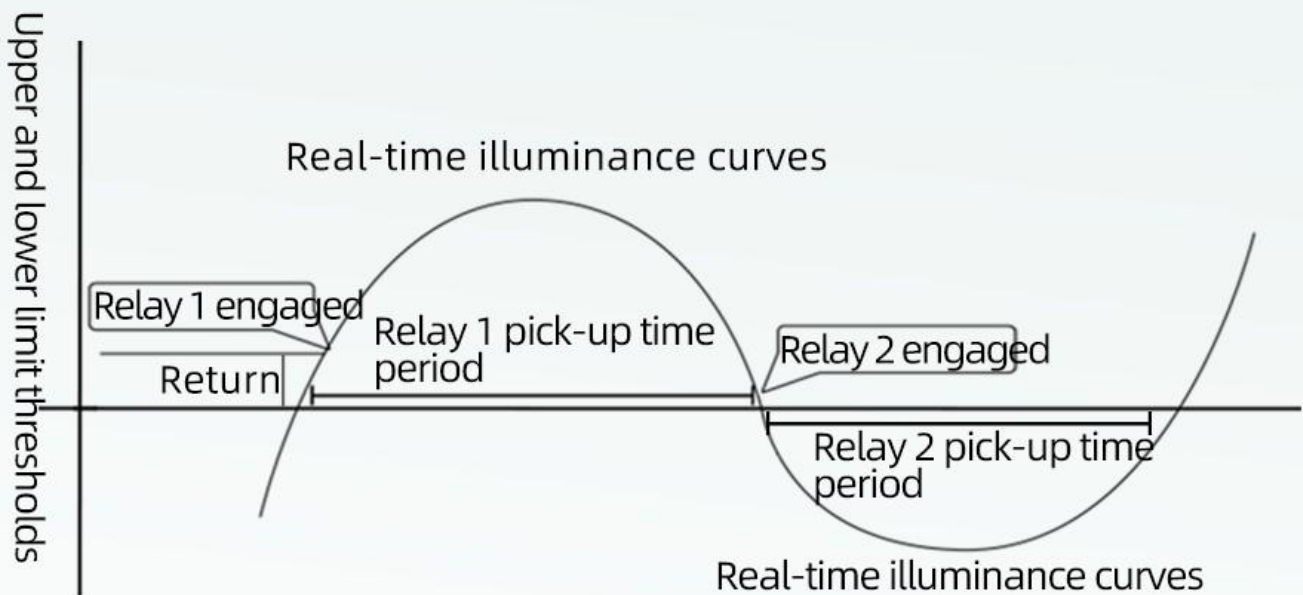 Upper and lower limit thresholds
Real-time illuminance curves
Relay 1 engaged
Relay 1 pick-up time
period
Relay 2 engaged
Return
Relay 2 pick-up time
period
Real-time illuminance curves